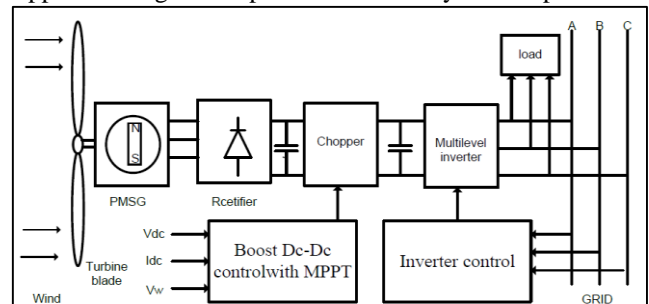 A B C
load
N
S
Chopper
Multilevel
inverter
PMSG
Rcetifier
Vdc
Idc
Vw
Boost Dc-Dc
controlwith MPPT
Inverter control
Turbine
blade
Wind
GRID